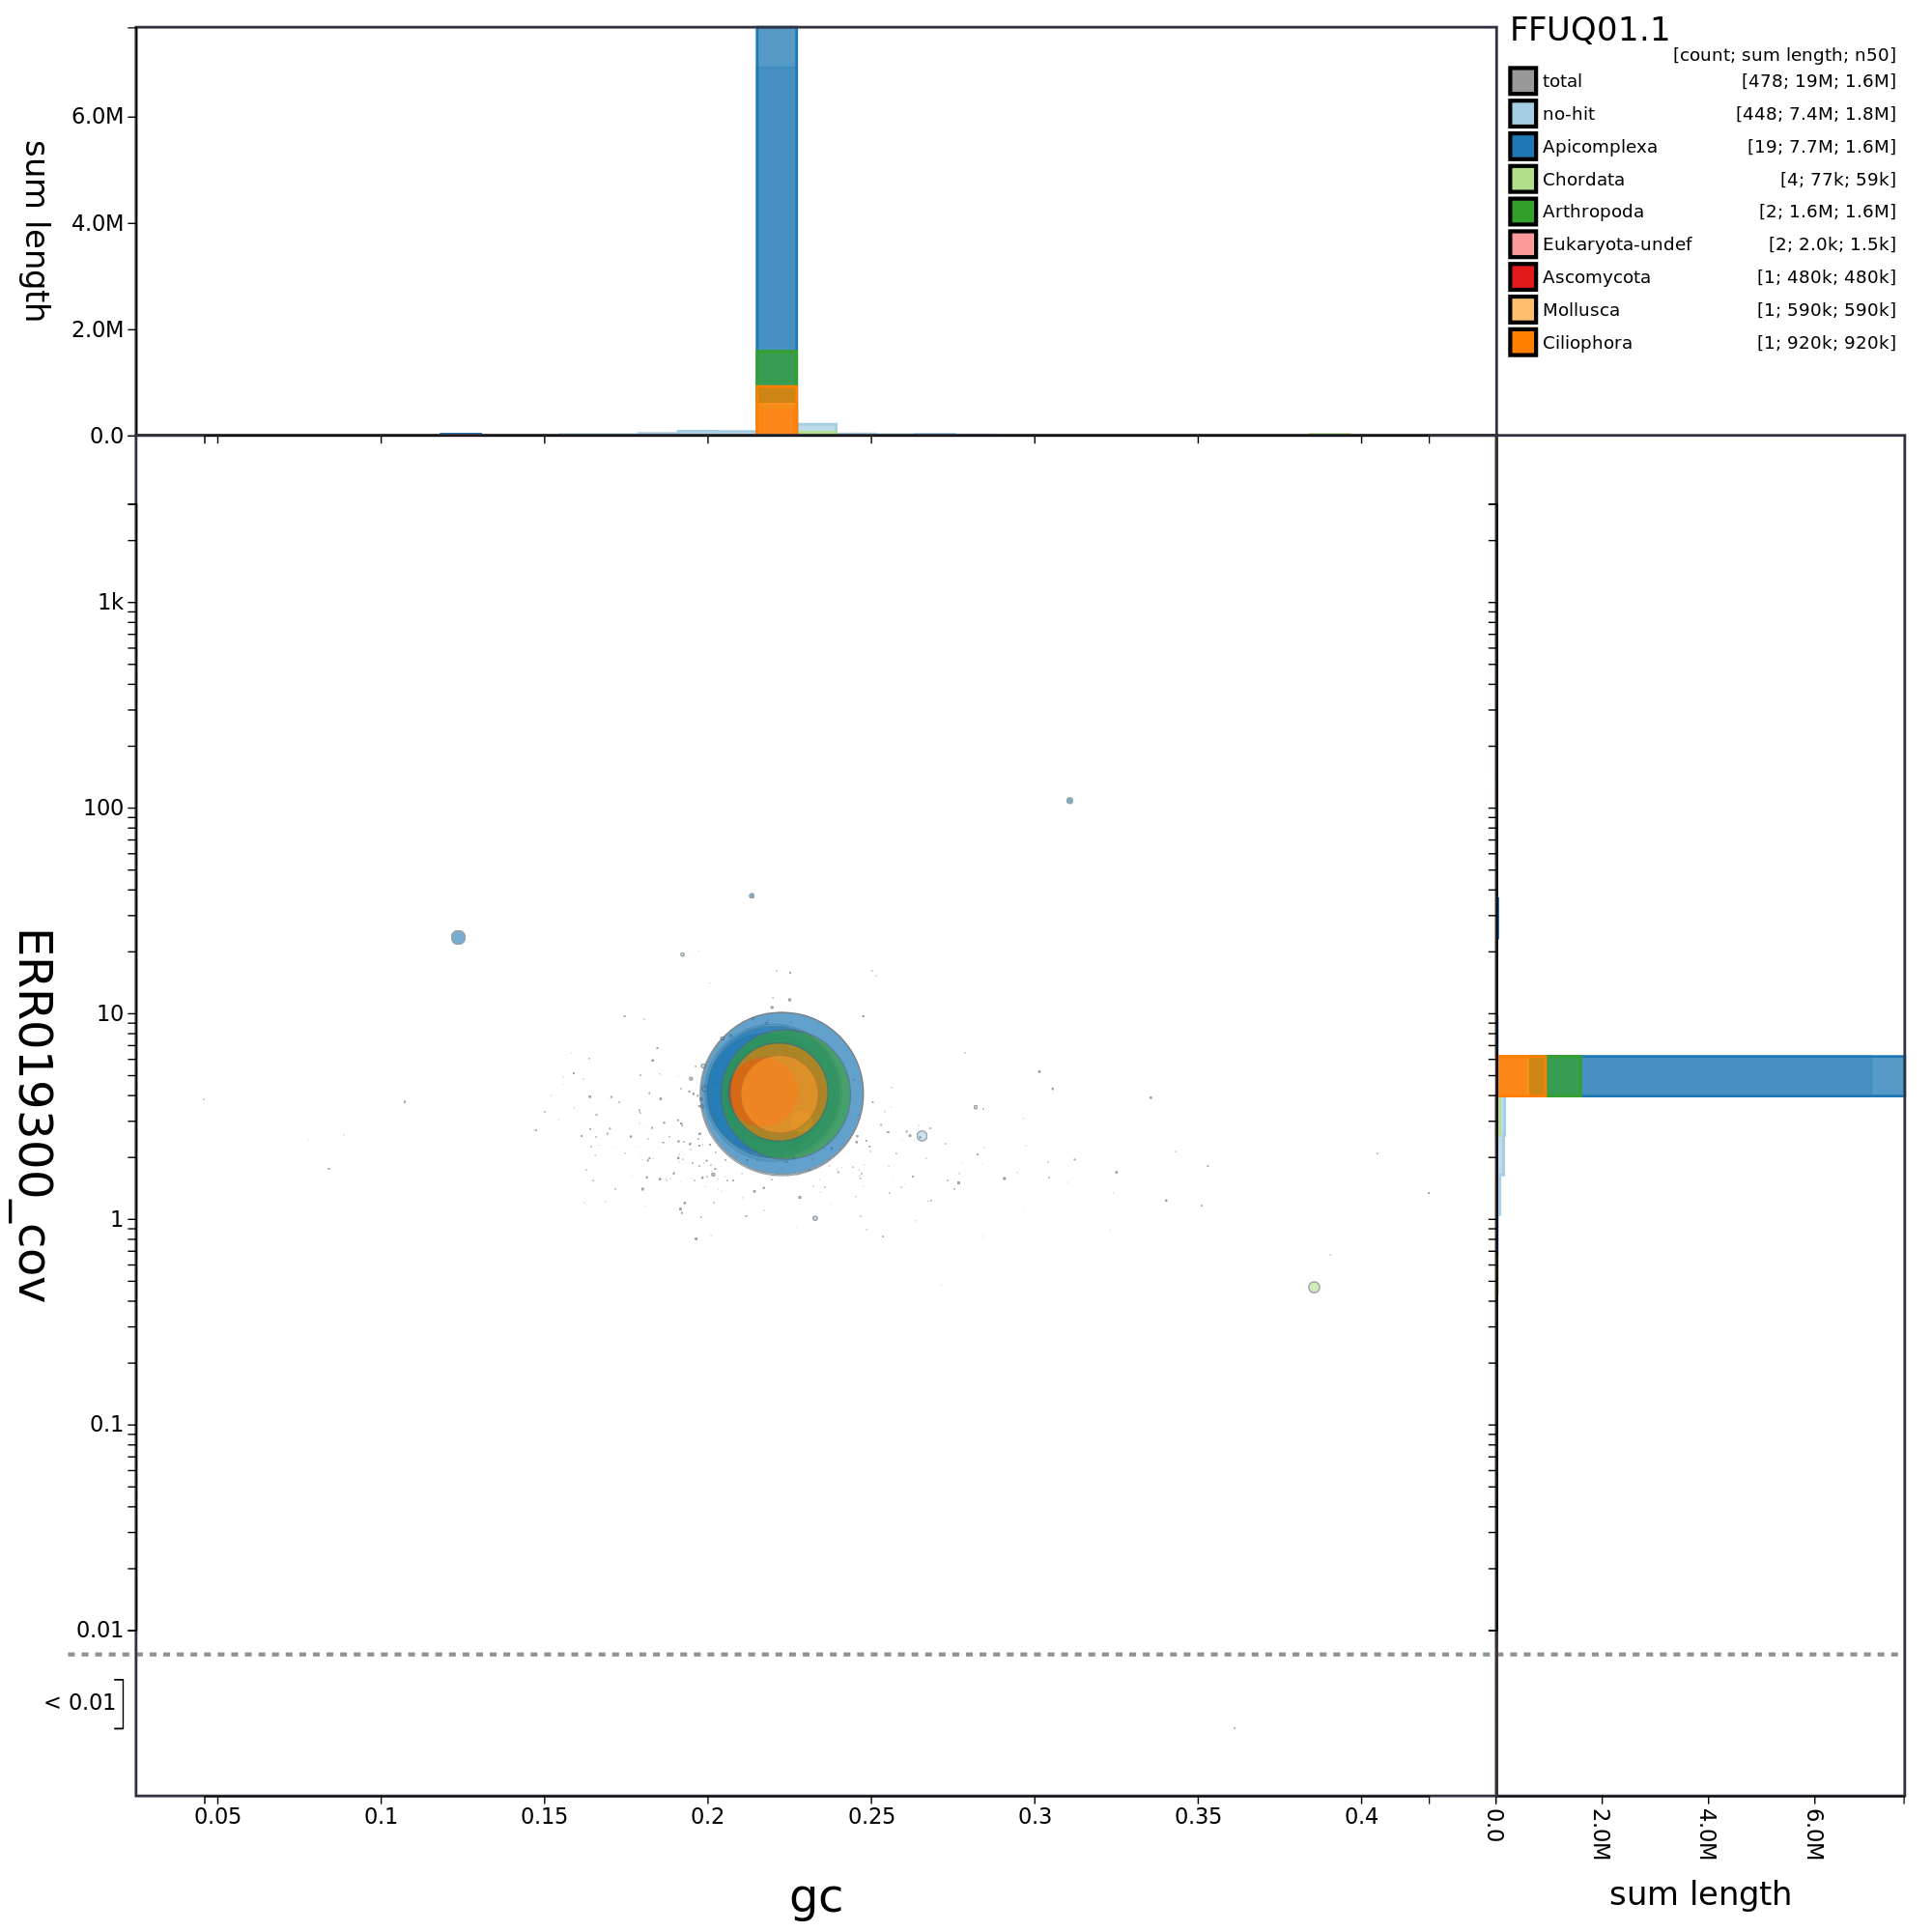 FFUQ01.1
[count; sum length; n50]
total [478; 19M; 1.6M]
no-hit [448; 7.4M; 1.8M]
Apicomplexa [19; 7.7M; 1.6M]
Chordata [4; 77k; 59k]
Arthropoda [2; 1.6M; 1.6M]
Eukaryota-undef [2; 2.0k; 1.5k]
Ascomycota [1; 480k; 480k]
Mollusca [1; 590k; 590k]
Ciliophora [1; 920k; 920k]
sum length
6.0M
4.0M
2.0M
0.0
ERR019300_cov
1k
100
10
1
0.1
0.01
< 0.01
0.05 0.1 0.15 0.2 0.25 0.3 0.35 0.4
gc
0.0 2.0M 4.0M 6.0M
sum length